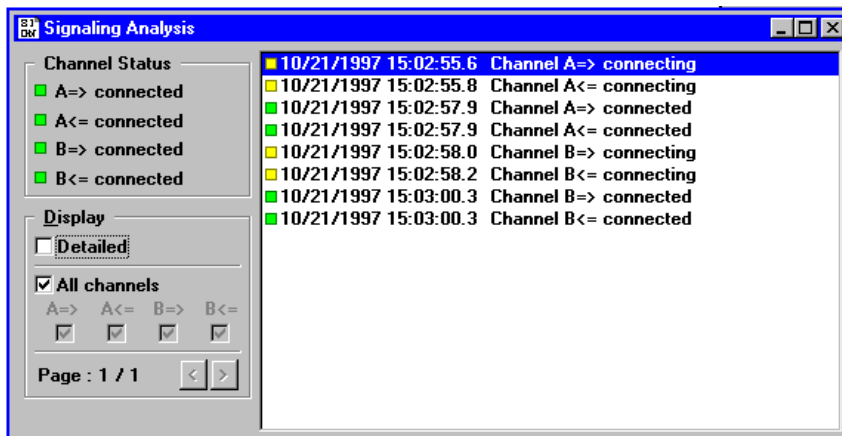 Signaling Analysis
Channel Status
A=> connected
A<= connected
B=> connected
B<= connected
Display
Detailed
All channels
A=> A<= B=> B<=
Page : 1 / 1 < >
10/21/1997 15:02:55.6 Channel A=> connecting
10/21/1997 15:02:55.8 Channel A<= connecting
10/21/1997 15:02:57.9 Channel A=> connected
10/21/1997 15:02:57.9 Channel A<= connected
10/21/1997 15:02:58.0 Channel B=> connecting
10/21/1997 15:02:58.2 Channel B<= connecting
10/21/1997 15:03:00.3 Channel B=> connected
10/21/1997 15:03:00.3 Channel B<= connected